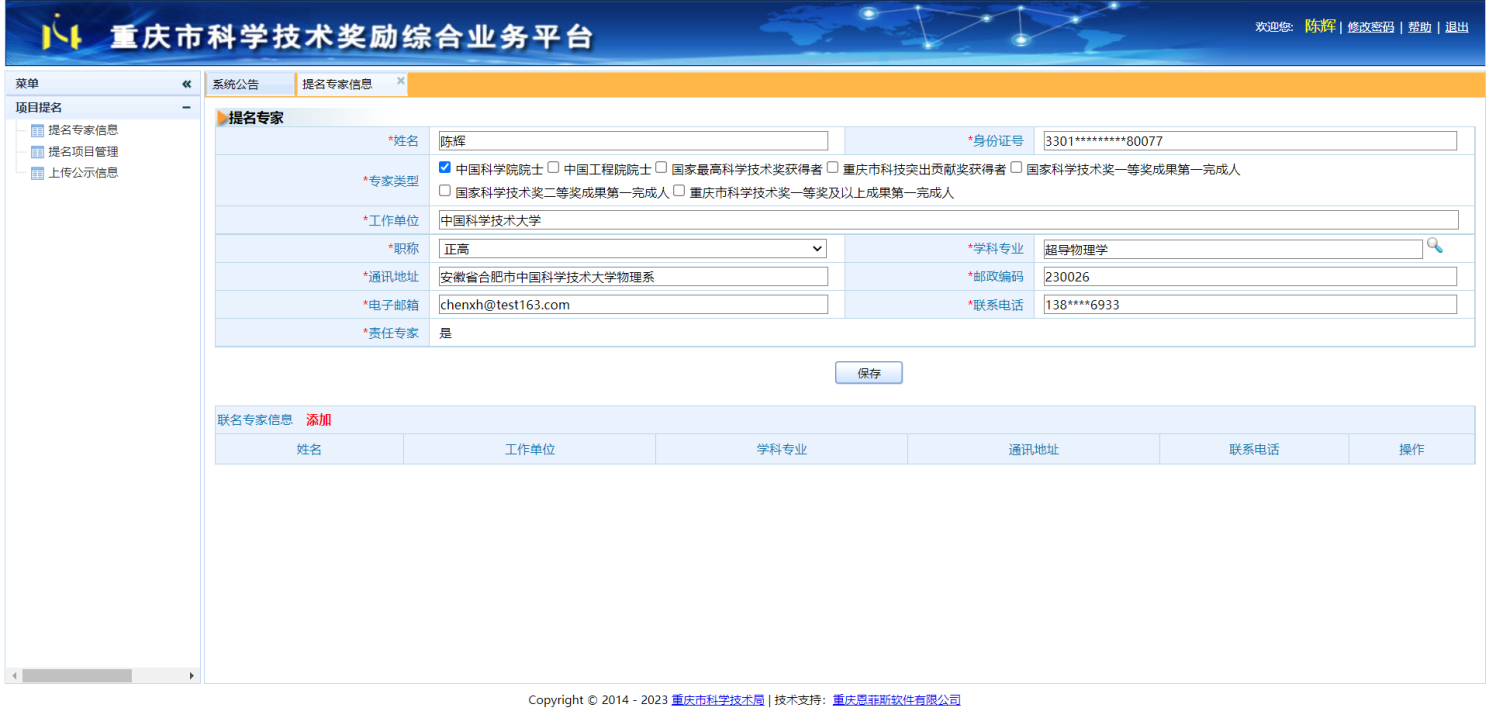 重庆市科学技术奖励综合业务平台
欢迎您: 陈辉 | 修改密码 | 帮助 | 退出
菜单 «
系统公告 提名专家信息 ×
项目提名 −
提名专家信息
提名项目管理
上传公示信息
提名专家
*姓名 陈辉 *身份证号 3301*********80077
*专家类型 中国科学院院士 中国工程院院士 国家最高科学技术奖获得者 重庆市科技突出贡献奖获得者 国家科学技术奖一等奖成果第一完成人
国家科学技术奖二等奖成果第一完成人 重庆市科学技术奖一等奖及以上成果第一完成人
*工作单位 中国科学技术大学
*职称 正高 *学科专业 超导物理学
*通讯地址 安徽省合肥市中国科学技术大学物理系 *邮政编码 230026
*电子邮箱 chenxh@test163.com *联系电话 138****6933
*责任专家 是
保存
联名专家信息 添加
姓名 工作单位 学科专业 通讯地址 联系电话 操作
Copyright © 2014 - 2023 重庆市科学技术局 | 技术支持：重庆恩菲斯软件有限公司